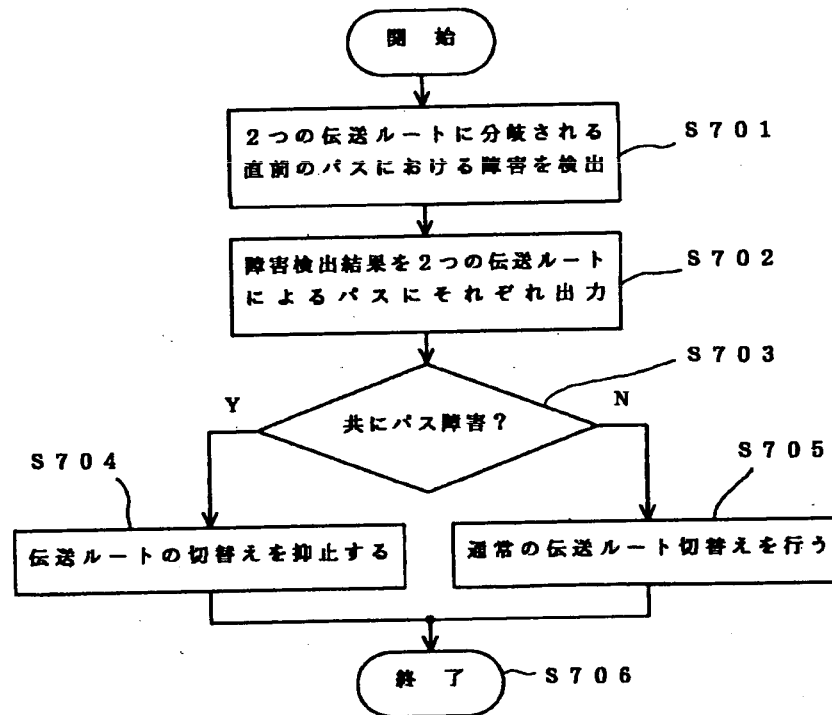 開 始
2つの伝送ルートに分岐される
直前のパスにおける障害を検出
S701
障害検出結果を2つの伝送ルート
によるパスにそれぞれ出力
S702
共にパス障害?
S703
Y
N
S704
伝送ルートの切替えを抑止する
S705
通常の伝送ルート切替えを行う
終 了
S706